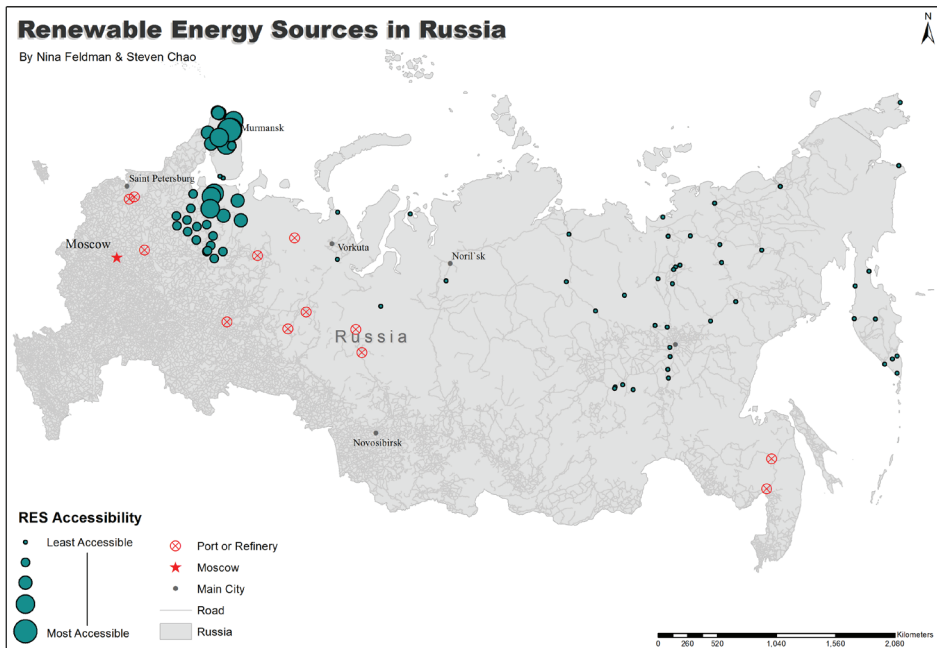 Renewable Energy Sources in Russia
By Nina Feldman & Steven Chao
N
Murmansk
Saint Petersburg
Moscow
Vorkuta
Noril`sk
Russia
Novosibirsk
RES Accessibility
Least Accessible
Most Accessible
Port or Refinery
Moscow
Main City
Road
Russia
Kilometers
0 260 520 1,040 1,560 2,080